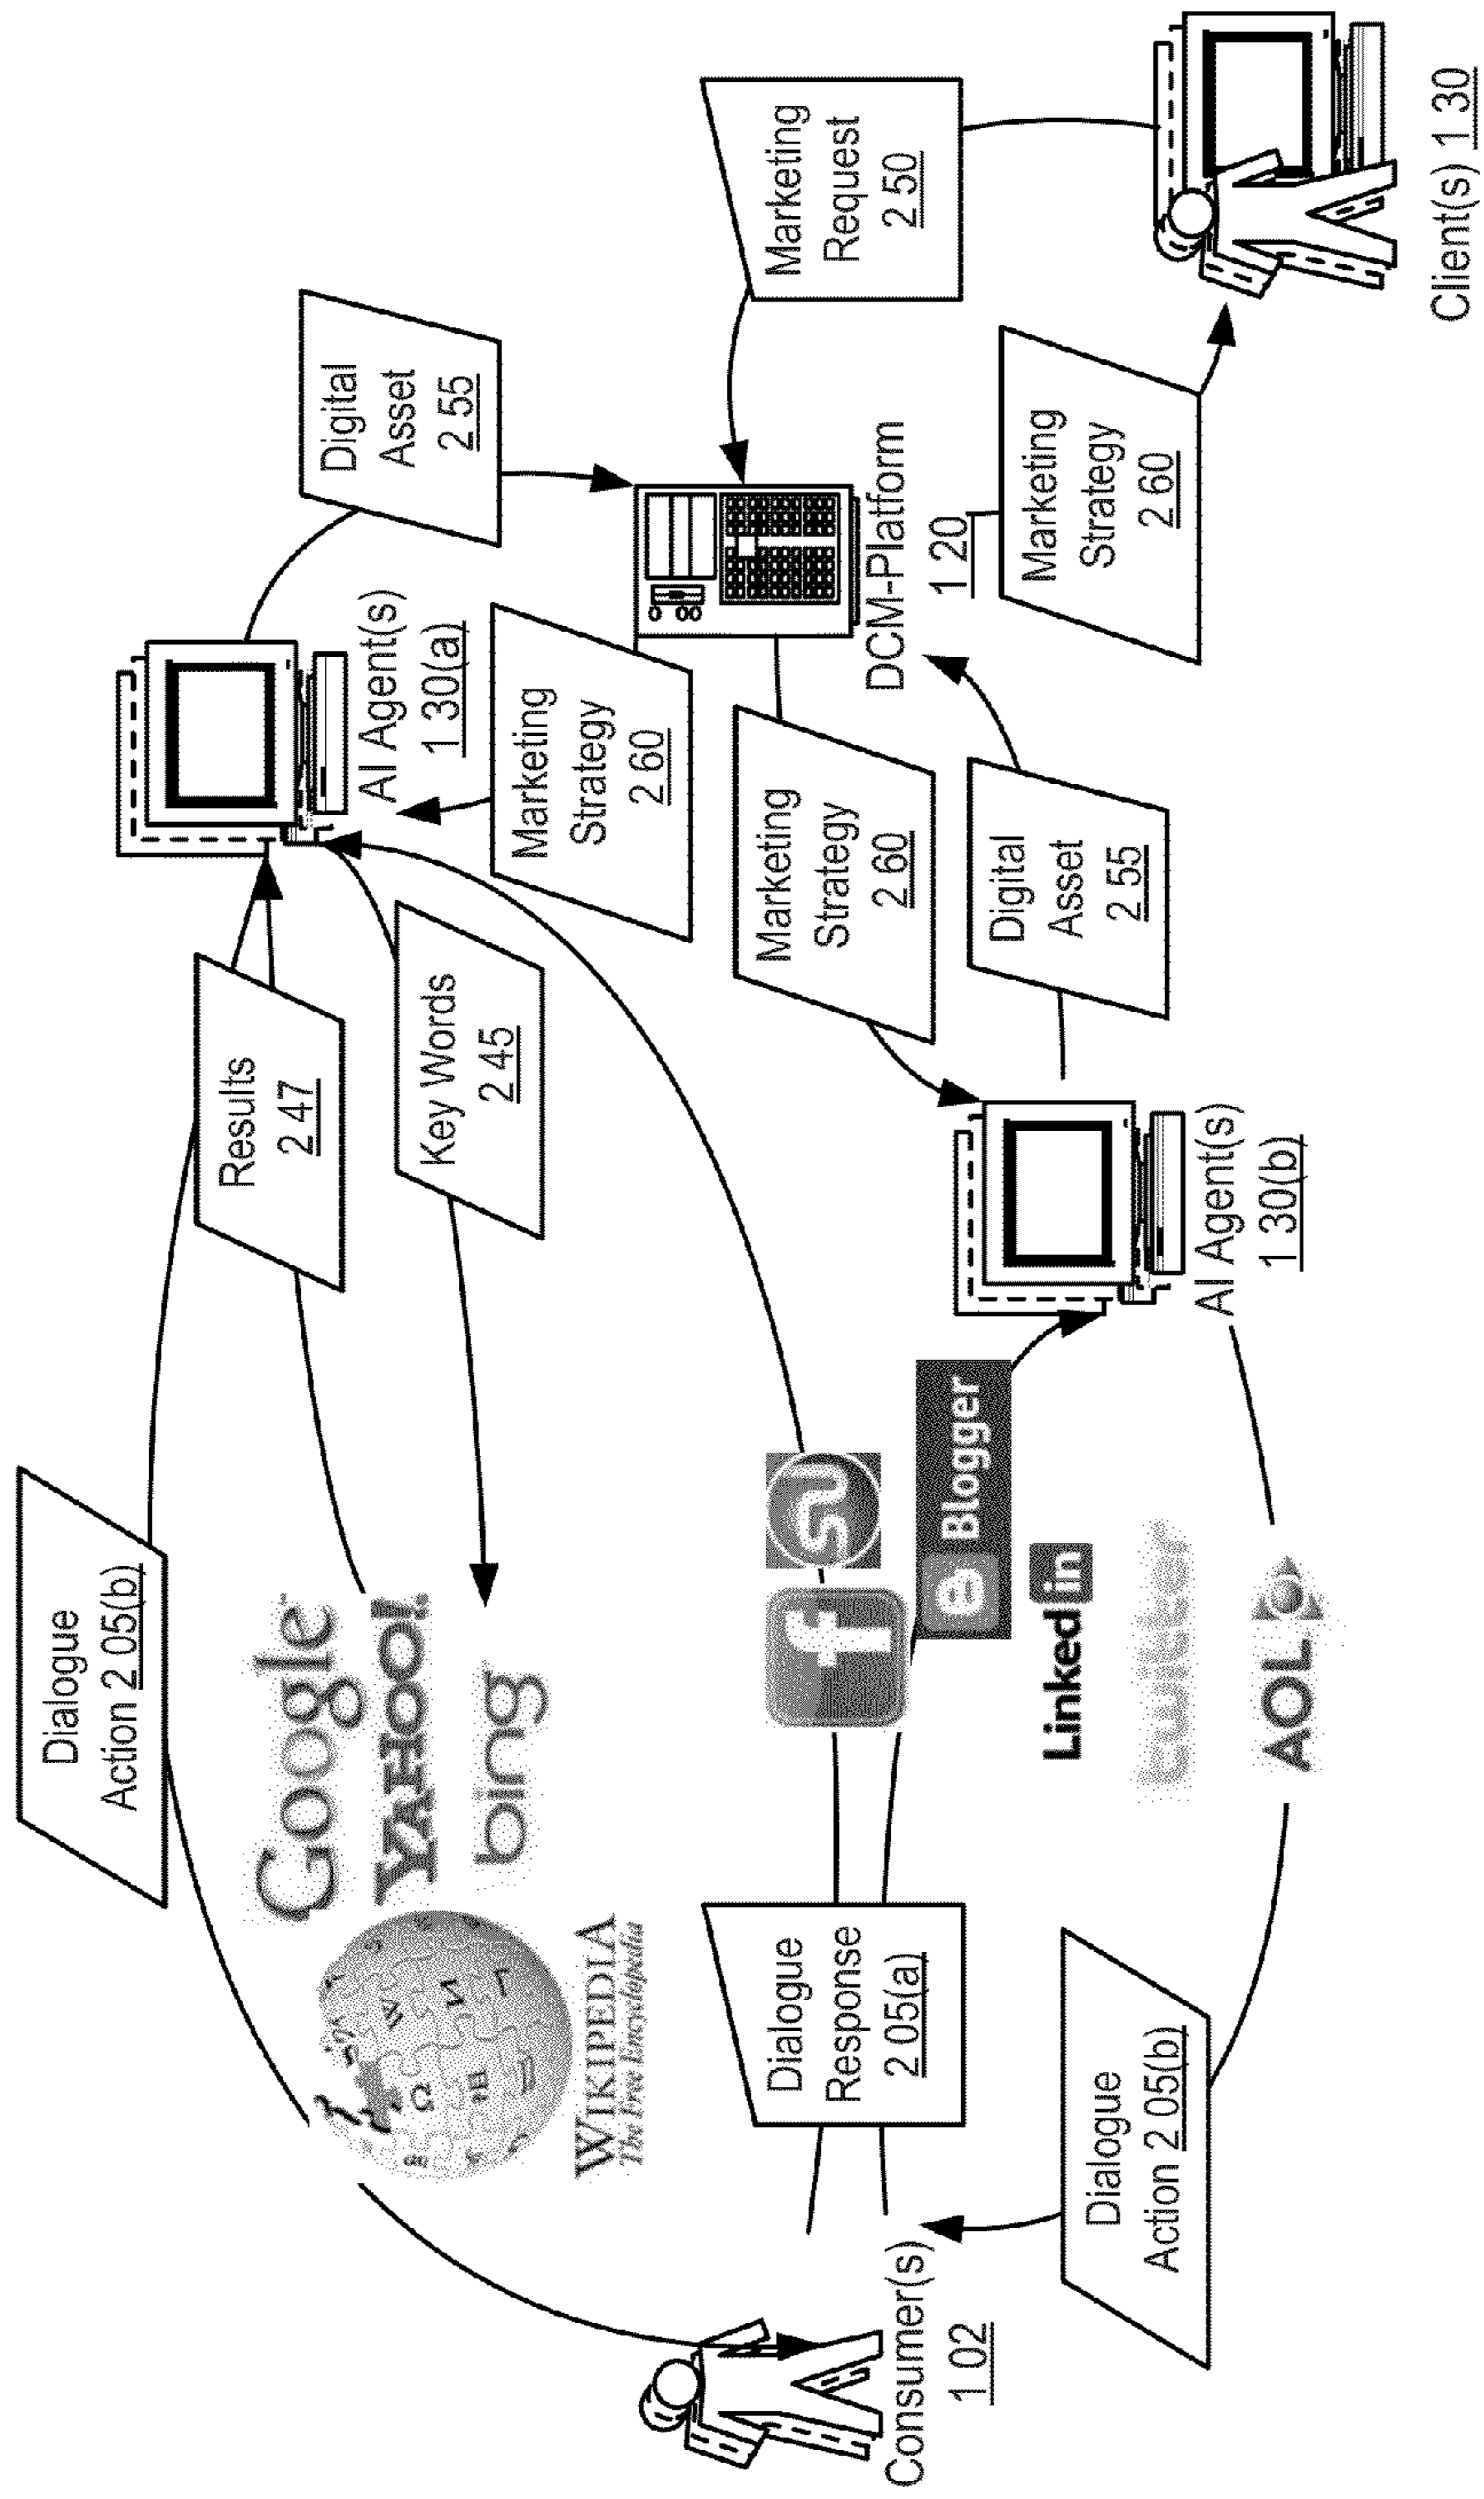 Dialogue
Action 2 05(b)
Results
2 47
Digital
Asset
2 55
Google
YAHOO!
bing
AI Agent(s)
1 30(a)
Key Words
2 45
WIKIPEDIA
The Free Encyclopedia
Marketing
Strategy
2 60
Dialogue
Response
2 05(a)
f
su
Marketing
Strategy
2 60
Marketing
Request
2 50
DCM-Platform
1 20
Consumer(s)
1 02
Blogger
Digital
Asset
2 55
Marketing
Strategy
2 60
Linked in
twitter
Dialogue
Action 2 05(b)
AOL
AI Agent(s)
1 30(b)
Client(s) 1 30